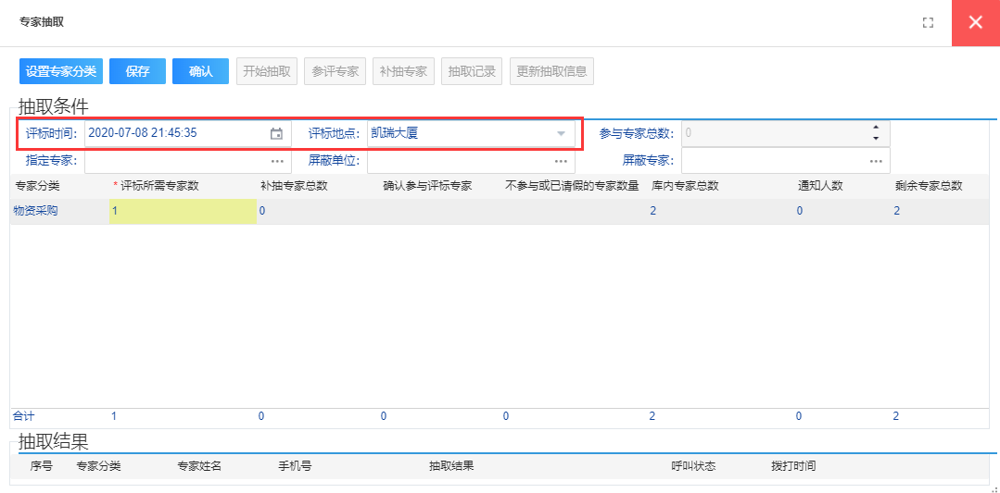 专家抽取
设置专家分类 保存 确认 开始抽取 参评专家 补抽专家 抽取记录 更新抽取信息
抽取条件
评标时间: 2020-07-08 21:45:35 评标地点: 凯瑞大厦 参与专家总数: 0
指定专家: 屏蔽单位: 屏蔽专家:
专家分类 * 评标所需专家数 补抽专家总数 确认参与评标专家 不参与或已请假的专家数量 库内专家总数 通知人数 剩余专家总数
物资采购 1 0 2 0 2
合计 1 0 0 0 2 0 2
抽取结果
序号 专家分类 专家姓名 手机号 抽取结果 呼叫状态 拨打时间